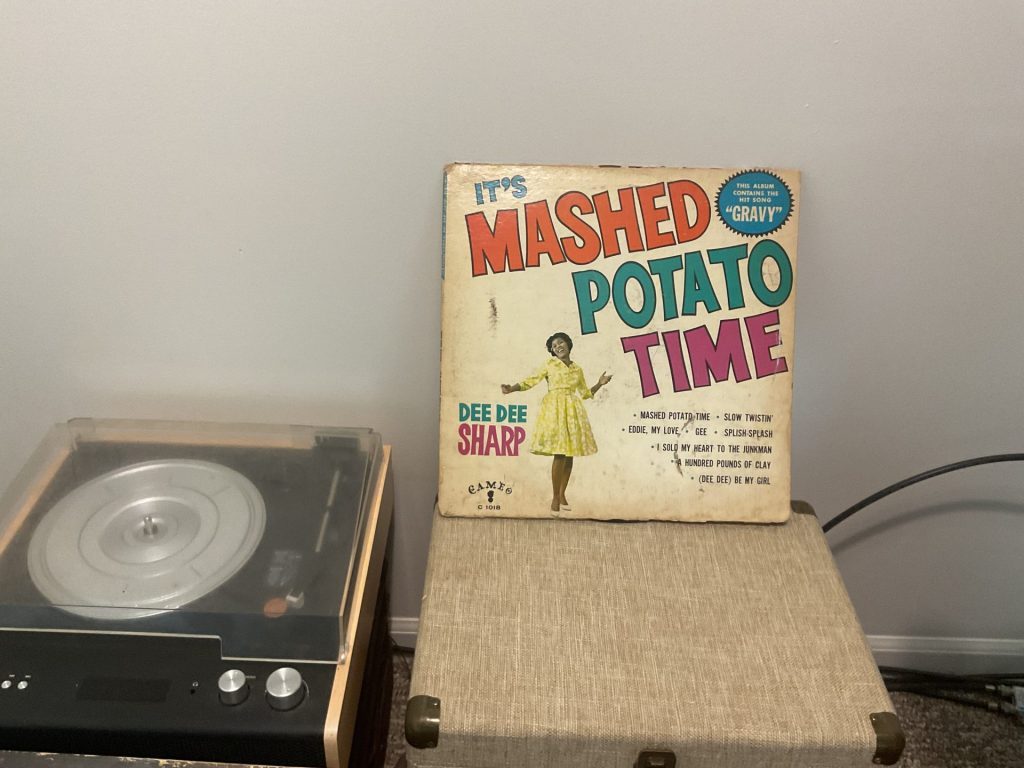 IT'S
MASHED
POTATO
TIME
THIS ALBUM
CONTAINS THE
HIT SONG
"GRAVY"
DEE DEE
SHARP
• MASHED POTATO TIME • SLOW TWISTIN'
• EDDIE, MY LOVE • GEE • SPLISH-SPLASH
• I SOLD MY HEART TO THE JUNKMAN
• A HUNDRED POUNDS OF CLAY
• (DEE DEE) BE MY GIRL
CAMEO
C 1018